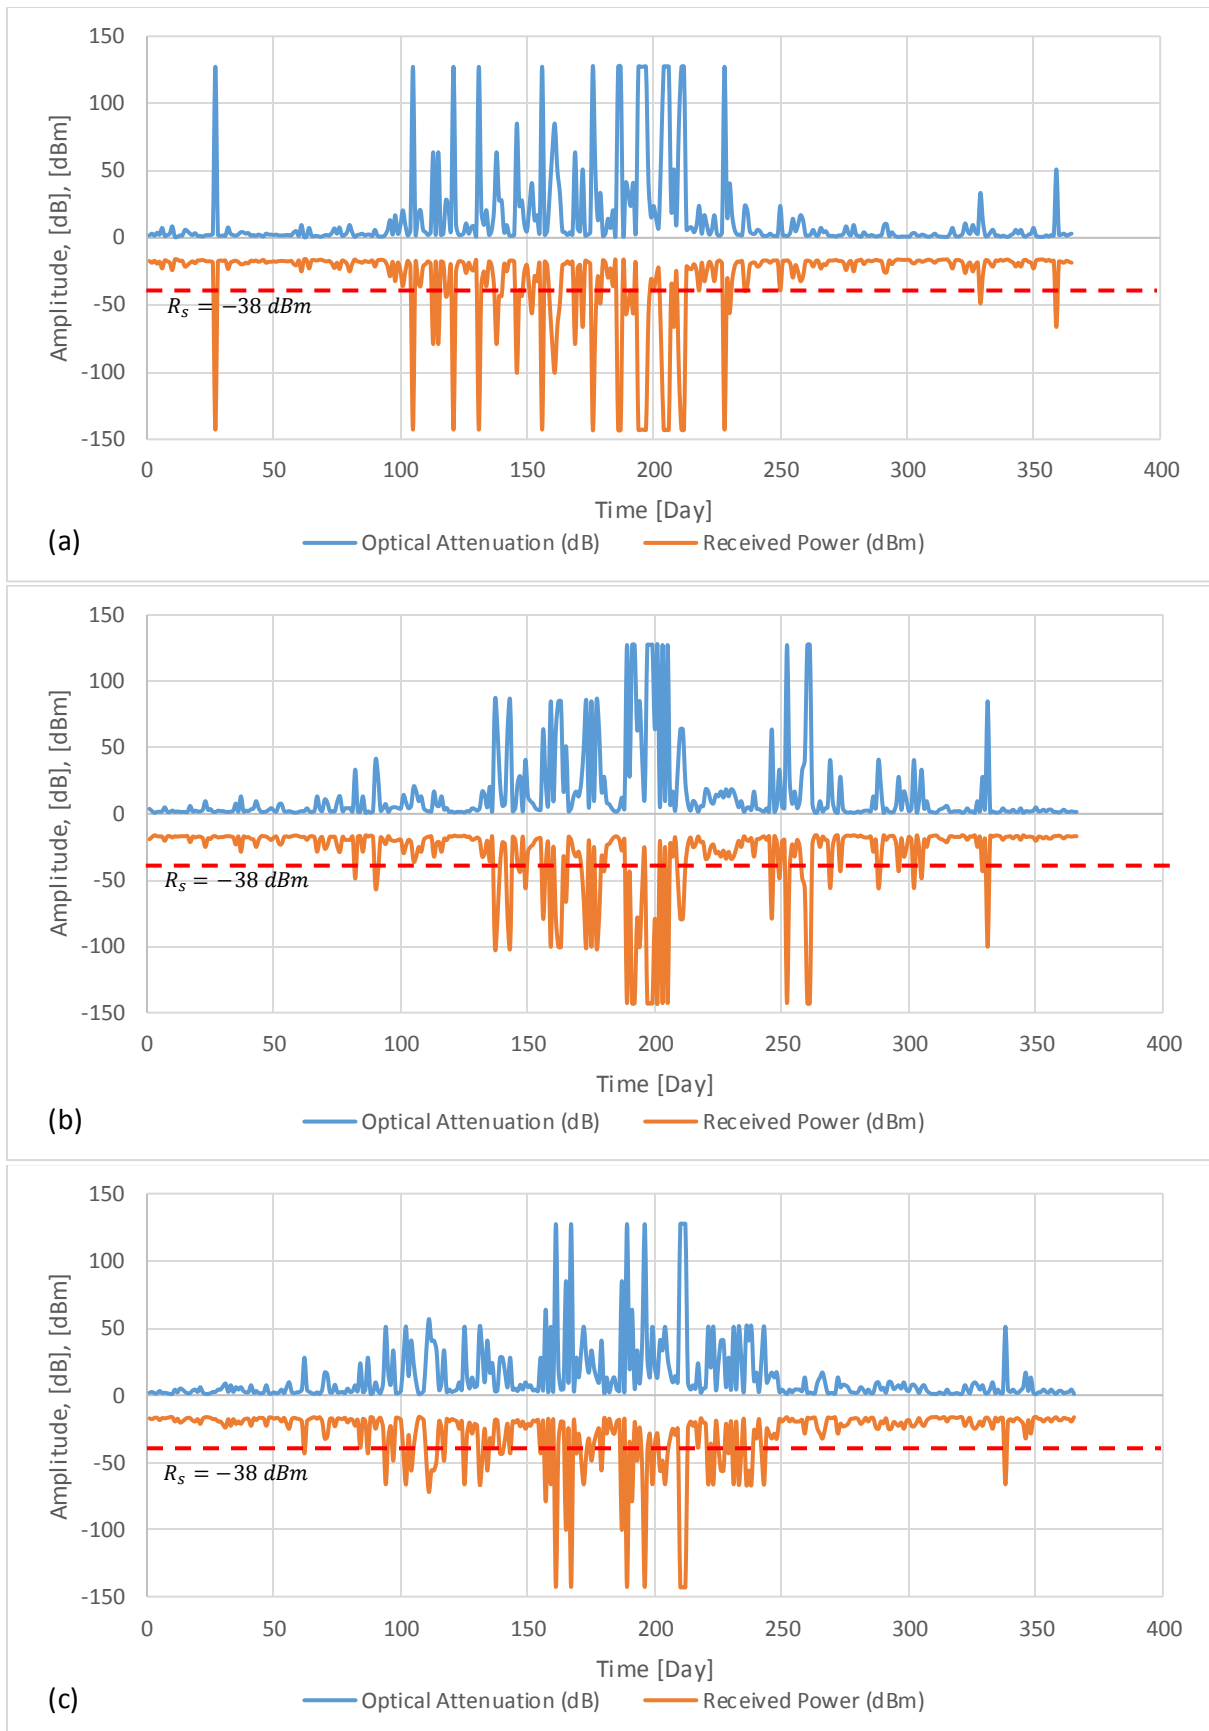 150
100
50
0
-50
-100
-150
Amplitude, [dB], [dBm]
R_s = −38 dBm
0 50 100 150 200 250 300 350 400
Time [Day]
(a)
Optical Attenuation (dB) Received Power (dBm)
150
100
50
0
-50
-100
-150
Amplitude, [dB], [dBm]
R_s = −38 dBm
0 50 100 150 200 250 300 350 400
Time [Day]
(b)
Optical Attenuation (dB) Received Power (dBm)
150
100
50
0
-50
-100
-150
Amplitude, [dB], [dBm]
R_s = −38 dBm
0 50 100 150 200 250 300 350 400
Time [Day]
(c)
Optical Attenuation (dB) Received Power (dBm)